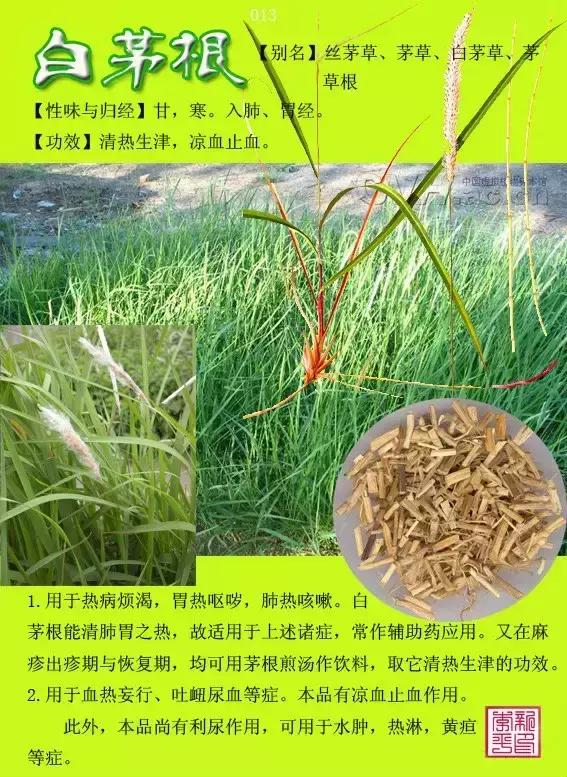 013
白茅根
【别名】丝茅草、茅草、白茅草、茅
草根
【性味与归经】甘，寒。入肺、胃经。
【功效】清热生津，凉血止血。
1.用于热病烦渴，胃热呕哕，肺热咳嗽。白
茅根能清肺胃之热，故适用于上述诸症，常作辅助药应用。又在麻
疹出疹期与恢复期，均可用茅根煎汤作饮料，取它清热生津的功效。
2.用于血热妄行、吐衄尿血等症。本品有凉血止血作用。
此外，本品尚有利尿作用，可用于水肿，热淋，黄疸
等症。